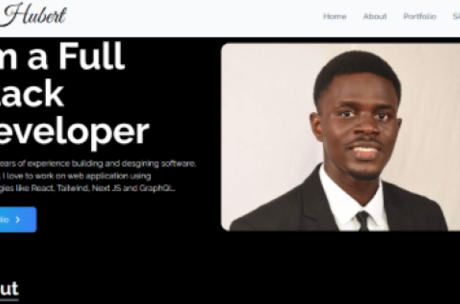 Hubert
Home About Portfolio
m a Full
ack
eveloper
ears of experience building and desgining software.
I love to work on web application using
gies like React, Tailwind, Next JS and GraphQl...
lio >
ut